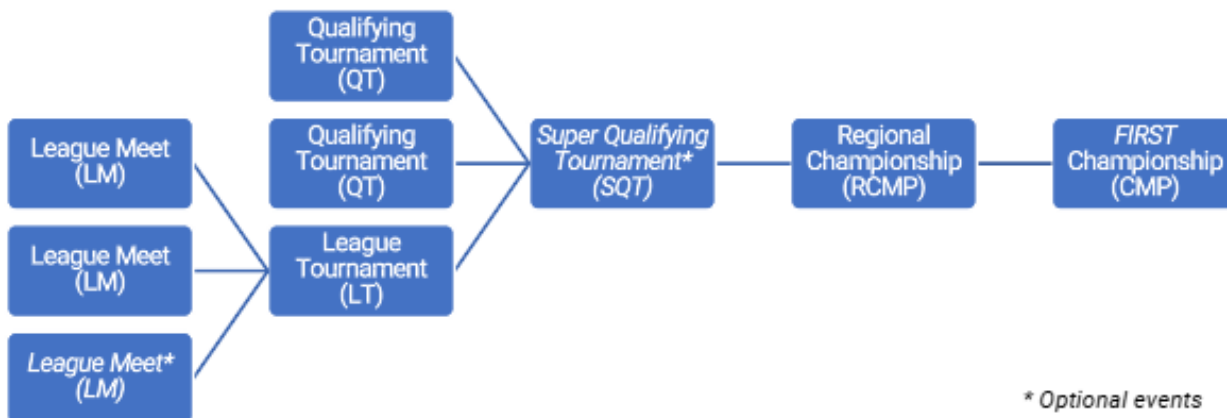 Qualifying
Tournament
(QT)
League Meet
(LM)
Qualifying
Tournament
(QT)
Super Qualifying
Tournament*
(SQT)
Regional
Championship
(RCMP)
FIRST
Championship
(CMP)
League Meet
(LM)
League
Tournament
(LT)
League Meet*
(LM)
* Optional events